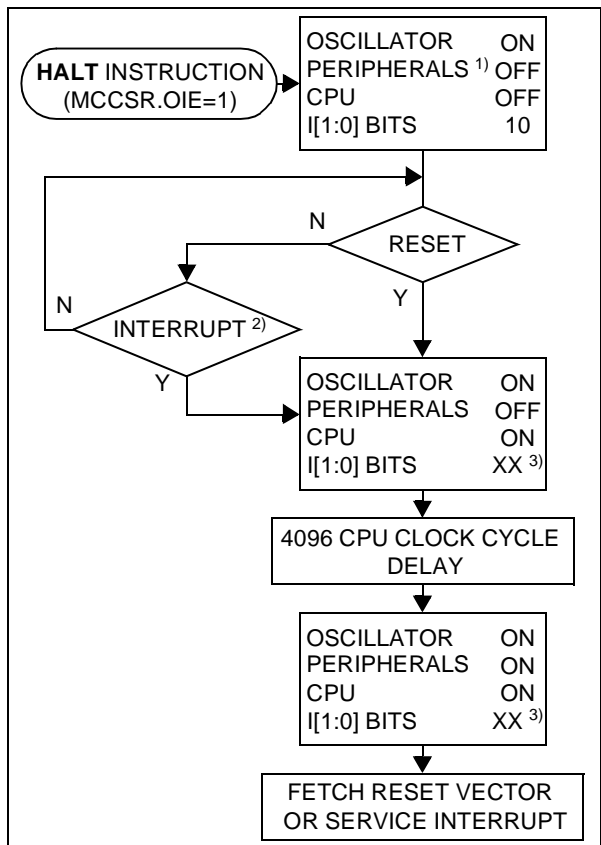 HALT INSTRUCTION
(MCCSR.OIE=1)
OSCILLATOR ON
PERIPHERALS 1) OFF
CPU OFF
I[1:0] BITS 10
N
RESET
Y
N
INTERRUPT 2)
Y
OSCILLATOR ON
PERIPHERALS OFF
CPU ON
I[1:0] BITS XX 3)
4096 CPU CLOCK CYCLE
DELAY
OSCILLATOR ON
PERIPHERALS ON
CPU ON
I[1:0] BITS XX 3)
FETCH RESET VECTOR
OR SERVICE INTERRUPT